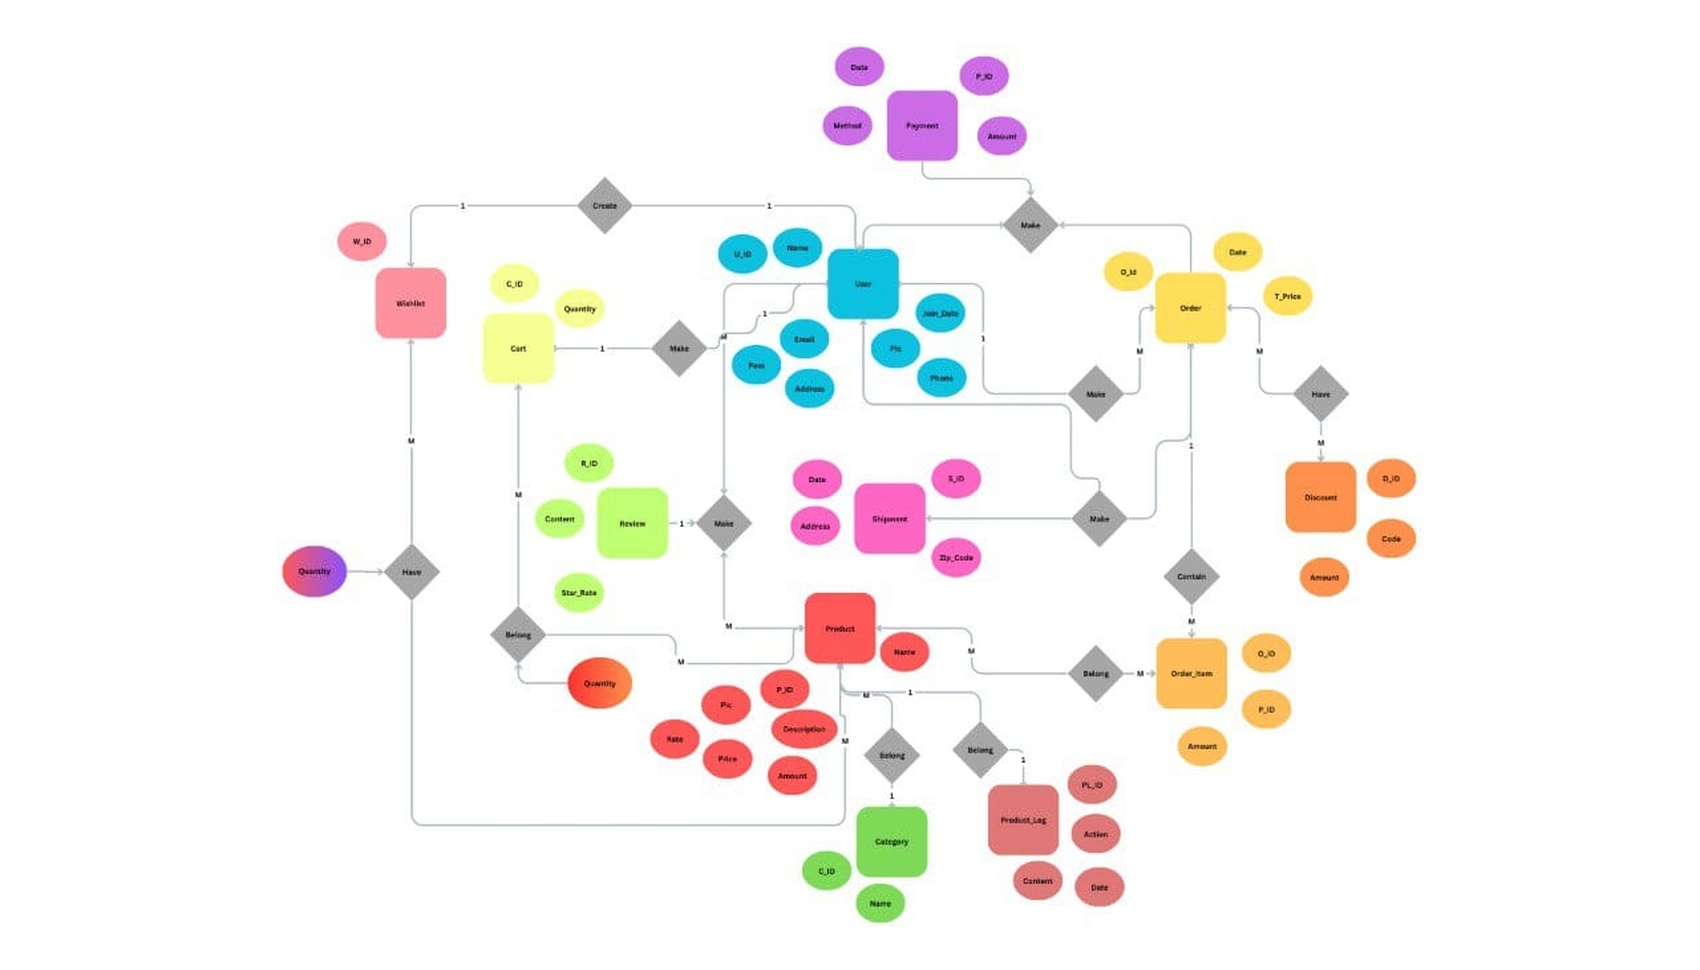 Date
P_ID
Method
Payment
Amount
1
Create
1
Make
W_ID
U_ID
Name
Date
O_Id
Wishlist
C_ID
User
T_Price
Quantity
Order
1
Join_Date
Cart
1
Make
M
Email
Pic
1
M
M
Pass
Address
Phone
Make
Have
M
M
1
R_ID
Date
S_ID
D_ID
M
Discount
Content
Review
1
Make
Address
Shipment
Make
Code
Zip_Code
Quantity
Have
Contain
Amount
Star_Rate
M
M
Product
Belong
Name
M
O_ID
M
Quantity
P_ID
M
1
Belong
M
Order_Item
Pic
P_ID
Rate
Description
M
Belong
Belong
Amount
Price
Amount
1
1
PL_ID
Category
Product_Log
Action
C_ID
Name
Content
Date